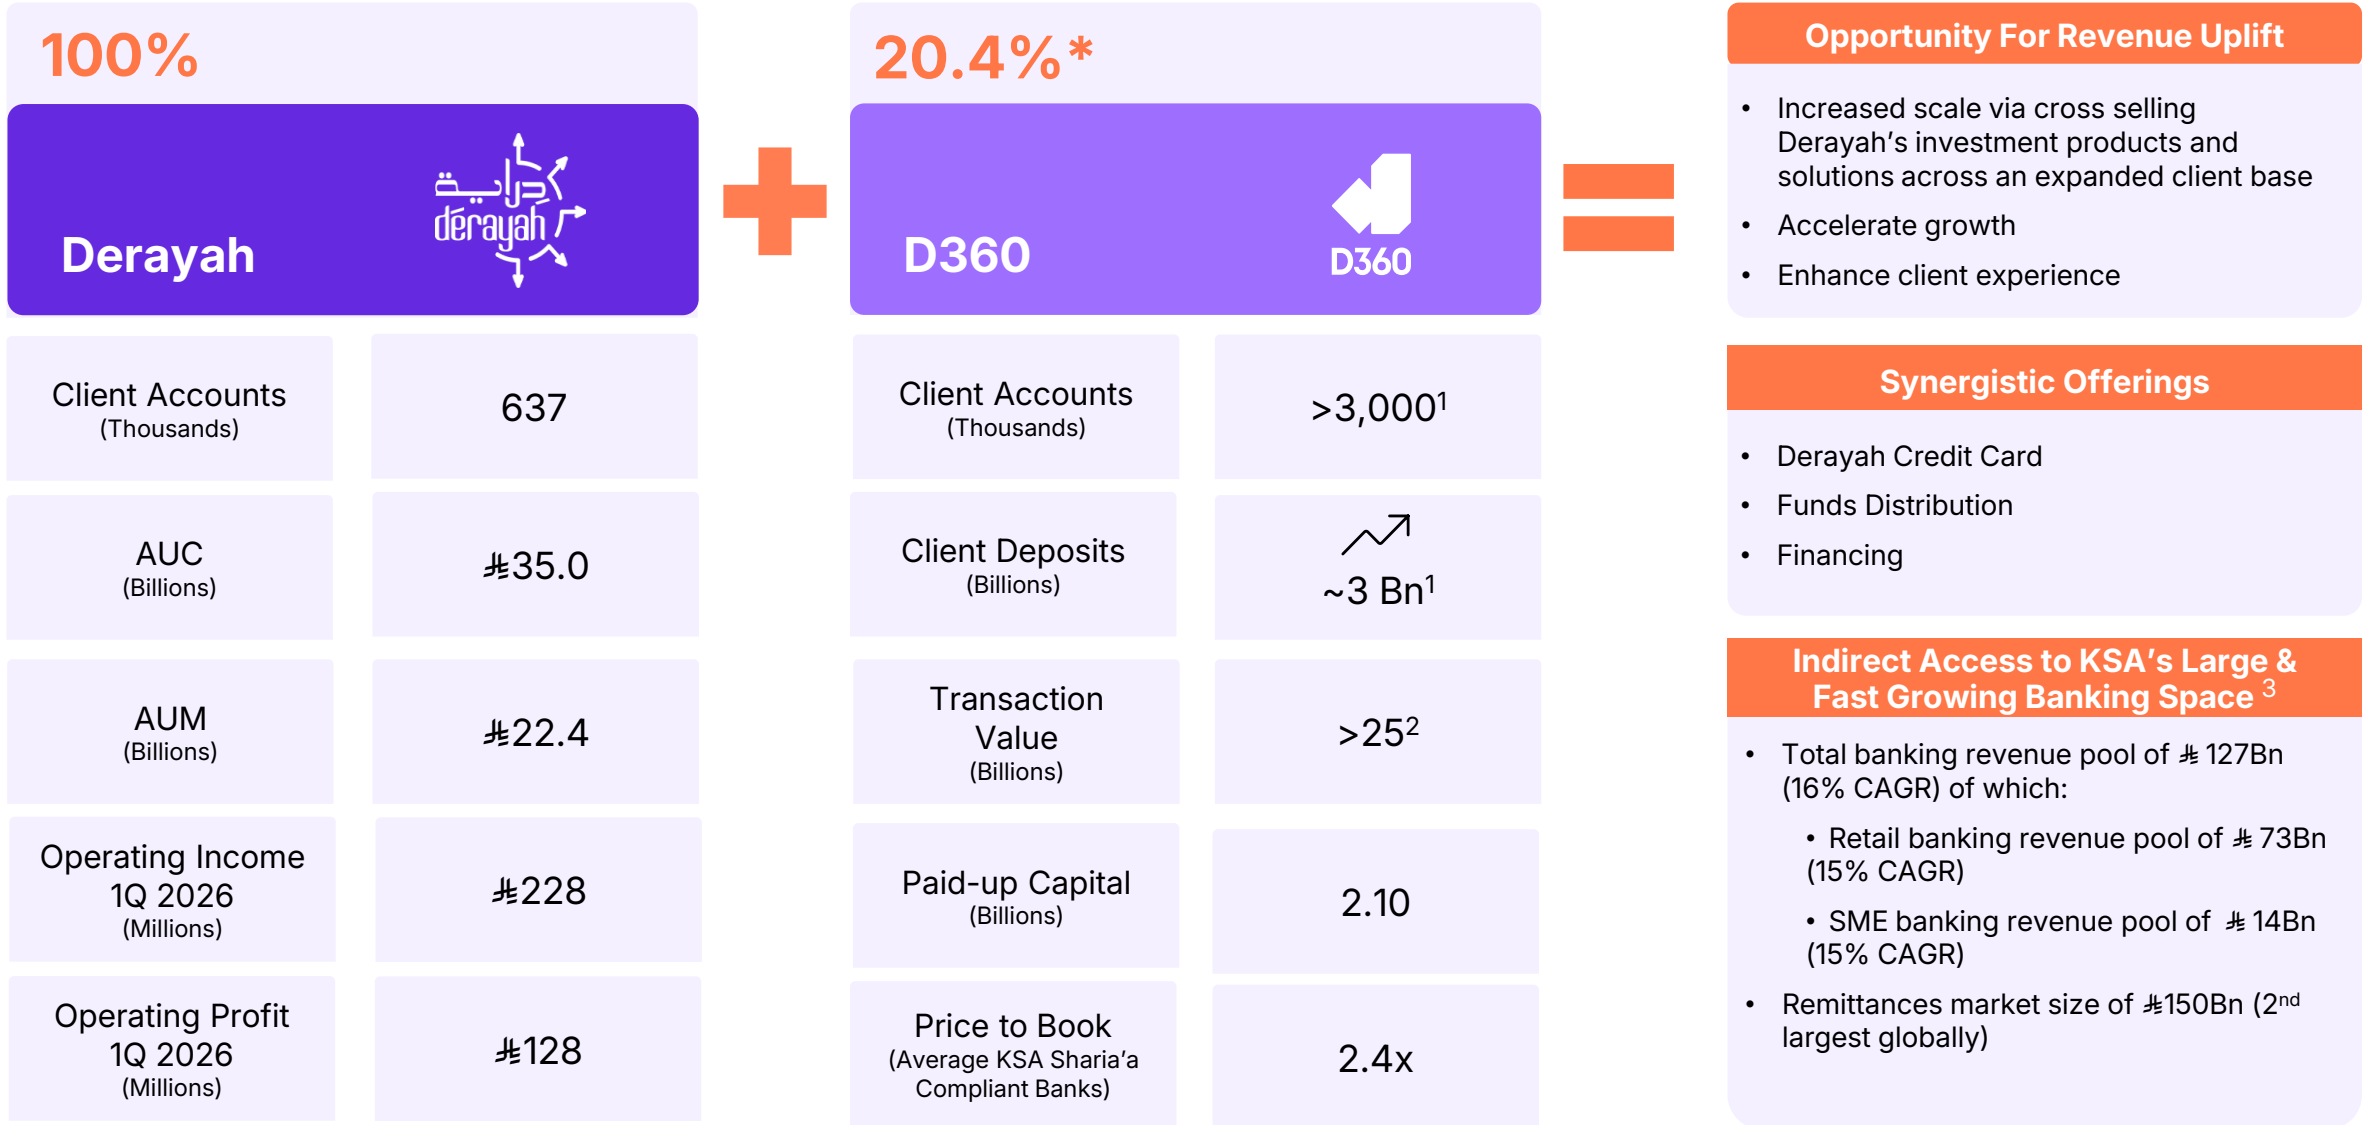 100%
Derayah
دراية
dérayah
Client Accounts
(Thousands)
637
AUC
(Billions)
⃁35.0
AUM
(Billions)
⃁22.4
Operating Income
1Q 2026
(Millions)
⃁228
Operating Profit
1Q 2026
(Millions)
⃁128
20.4%*
D360
D360
Client Accounts
(Thousands)
>3,000¹
Client Deposits
(Billions)
~3 Bn¹
Transaction
Value
(Billions)
>25²
Paid-up Capital
(Billions)
2.10
Price to Book
(Average KSA Sharia’a
Compliant Banks)
2.4x
Opportunity For Revenue Uplift
• Increased scale via cross selling
Derayah’s investment products and
solutions across an expanded client base
• Accelerate growth
• Enhance client experience
Synergistic Offerings
• Derayah Credit Card
• Funds Distribution
• Financing
Indirect Access to KSA’s Large &
Fast Growing Banking Space ³
• Total banking revenue pool of ⃁ 127Bn
(16% CAGR) of which:
• Retail banking revenue pool of ⃁ 73Bn
(15% CAGR)
• SME banking revenue pool of ⃁ 14Bn
(15% CAGR)
• Remittances market size of ⃁150Bn (2nd
largest globally)